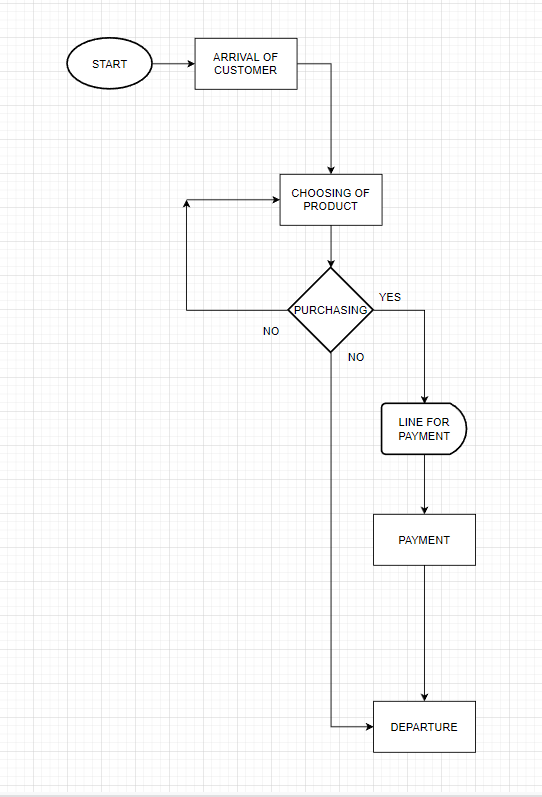 START
ARRIVAL OF
CUSTOMER
CHOOSING OF
PRODUCT
YES
PURCHASING
NO
NO
LINE FOR
PAYMENT
PAYMENT
DEPARTURE